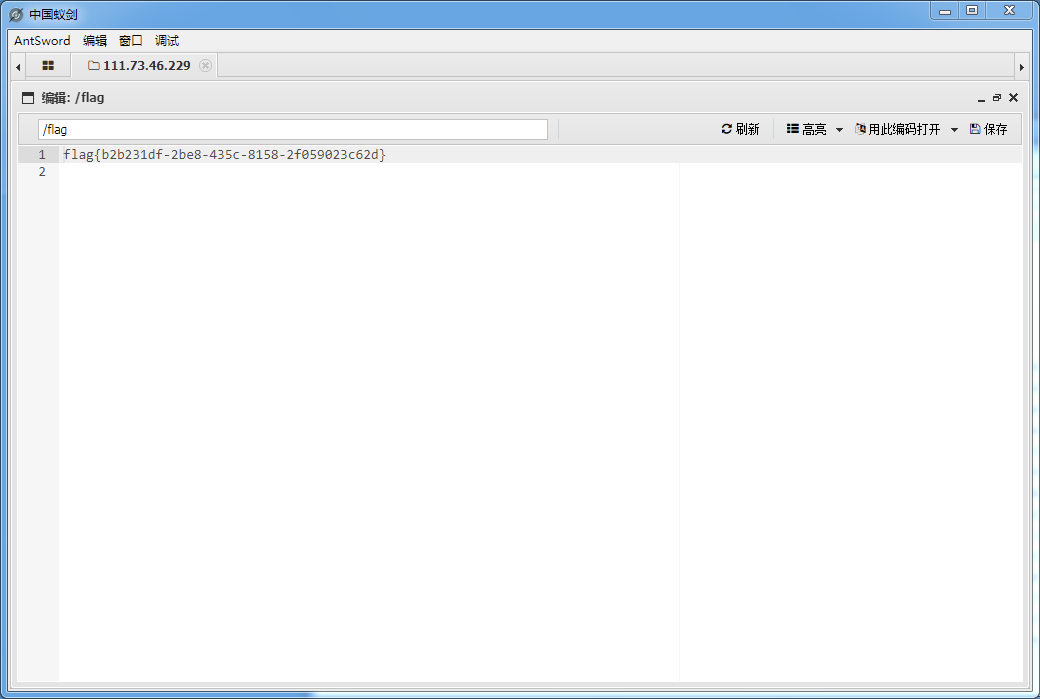 中国蚁剑
AntSword 编辑 窗口 调试
111.73.46.229
编辑: /flag
/flag 刷新 高亮 用此编码打开 保存
1 flag{b2b231df-2be8-435c-8158-2f059023c62d}
2